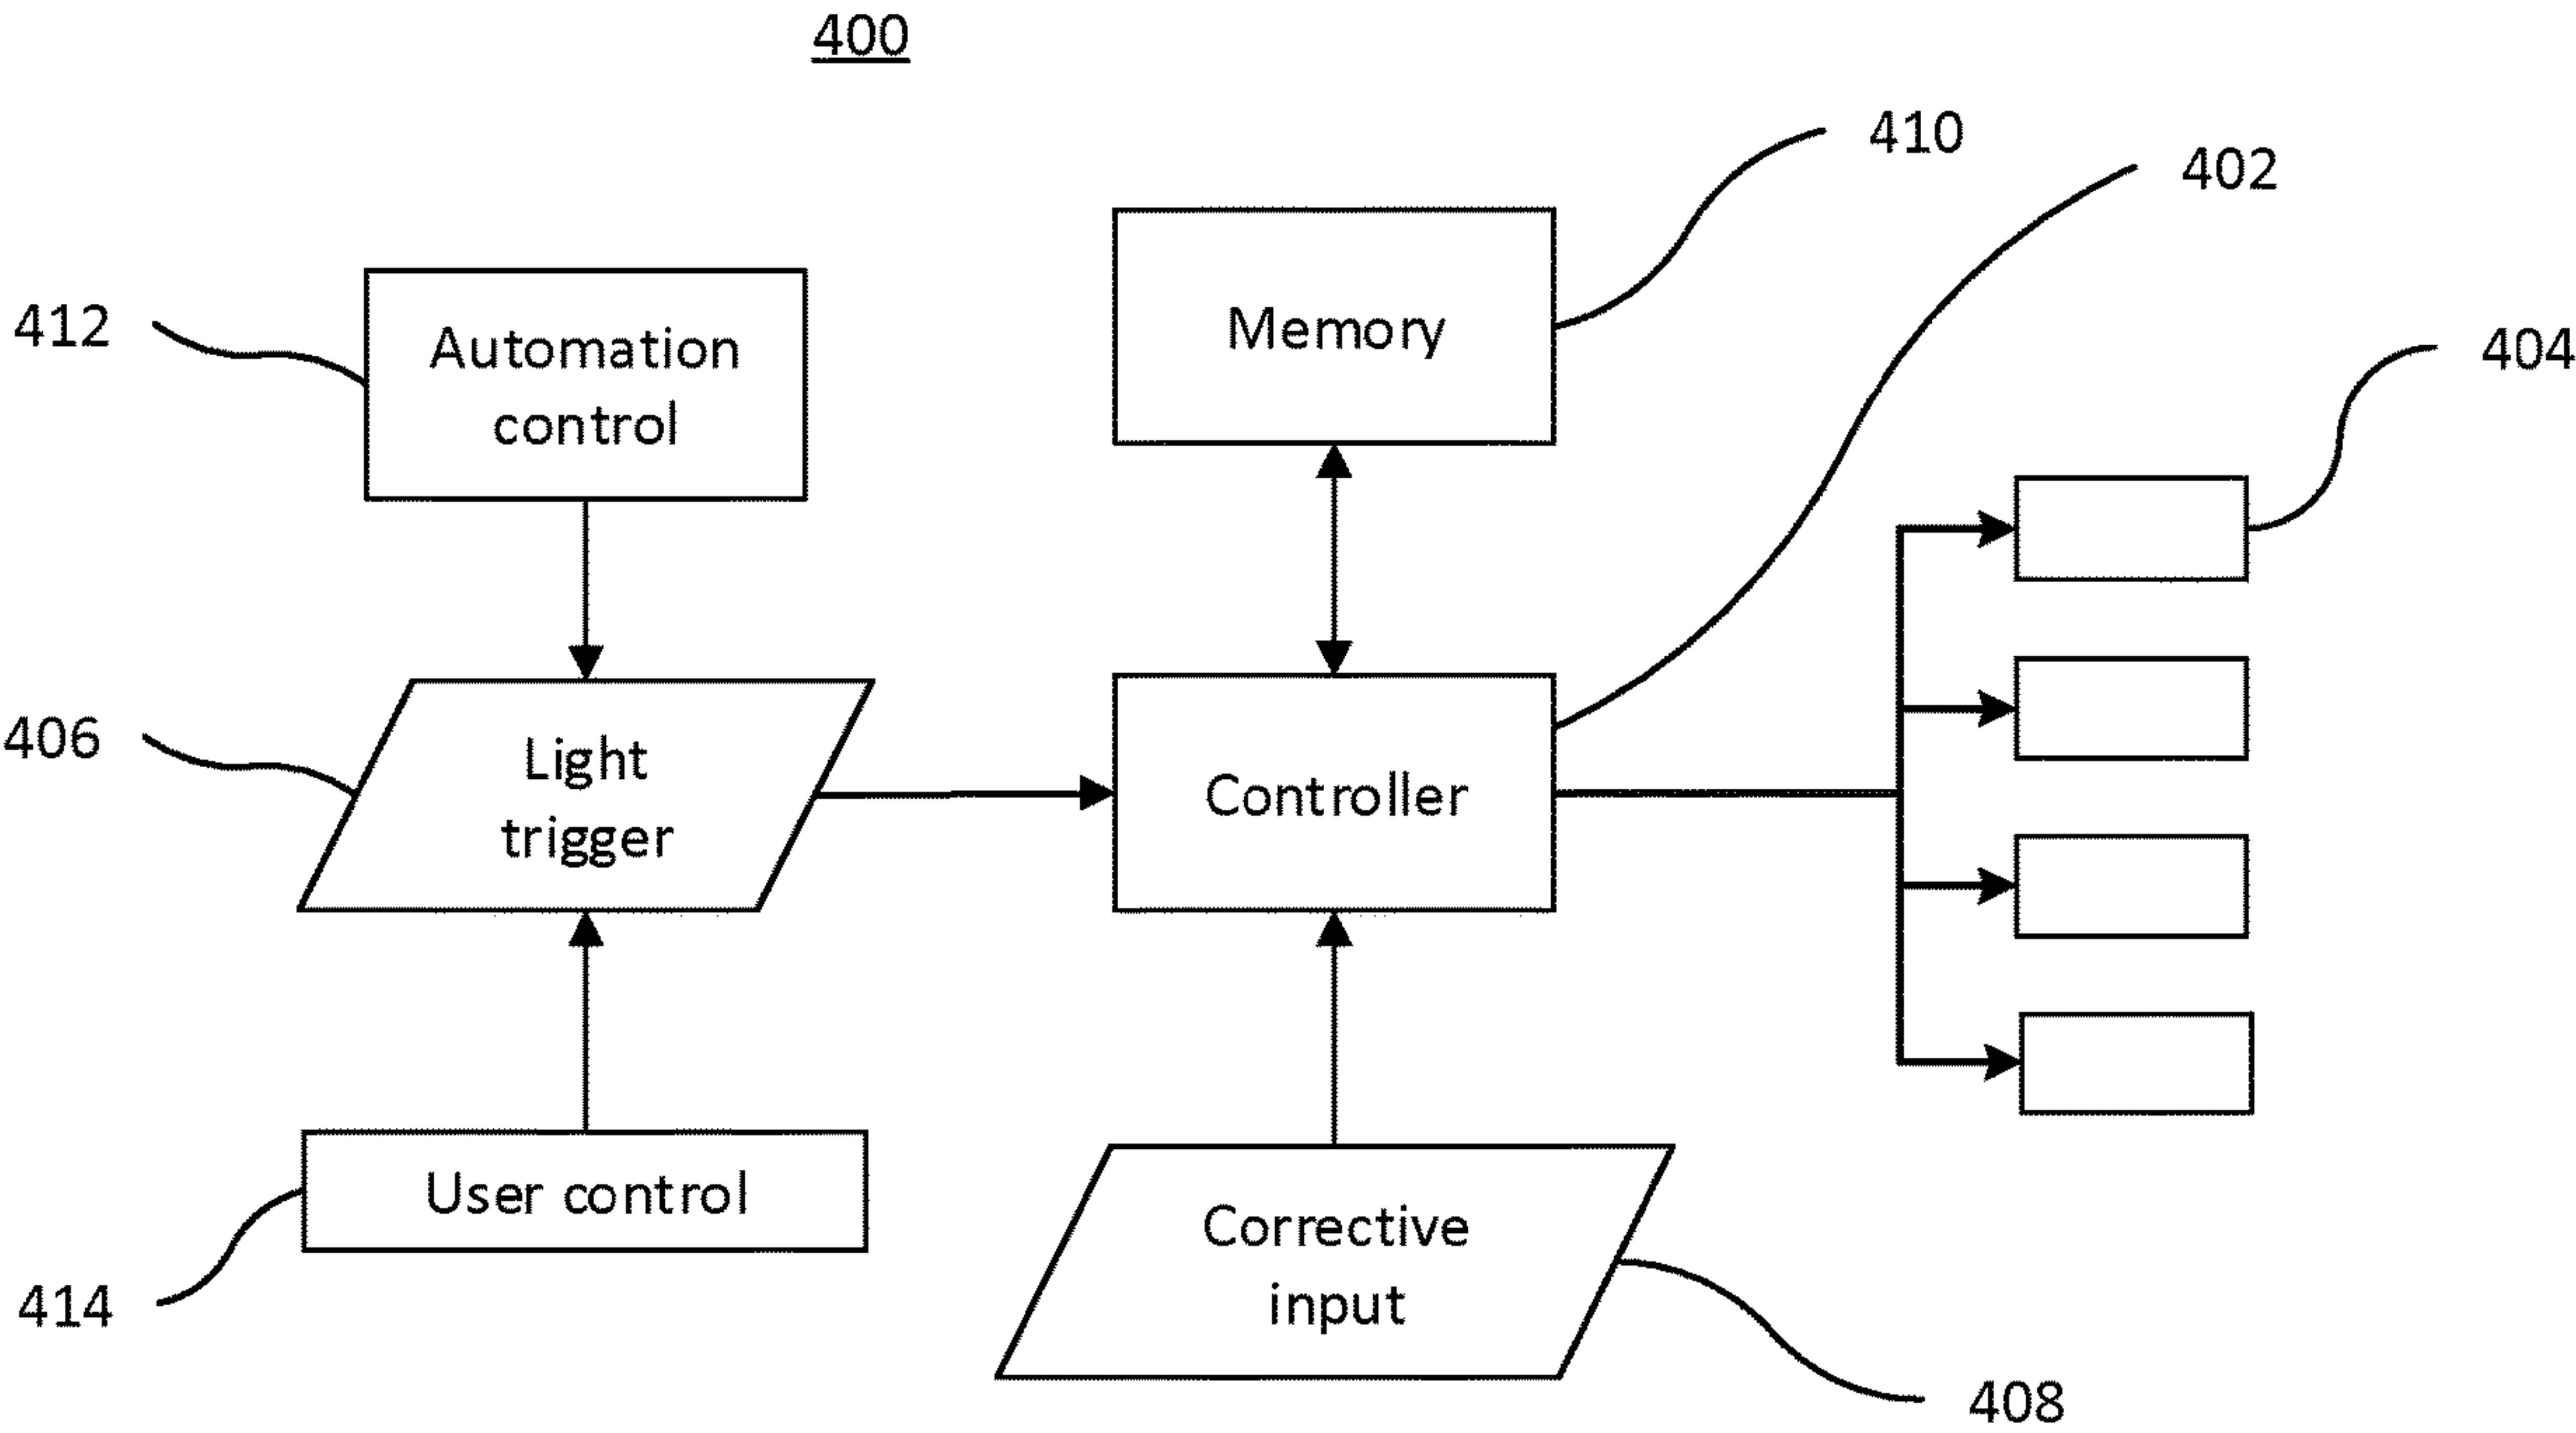 400
410
402
412
Automation
control
Memory
404
406
Light
trigger
Controller
414
User control
Corrective
input
408